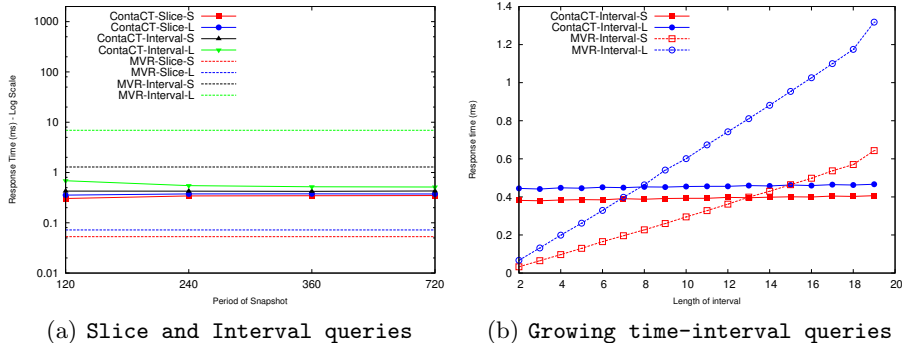 ContaCT-Slice-S
ContaCT-Slice-L
ContaCT-Interval-S
ContaCT-Interval-L
MVR-Slice-S
MVR-Slice-L
MVR-Interval-S
MVR-Interval-L
Response Time (ms) - Log Scale
1000
100
10
1
0.1
0.01
120
240
360
720
Period of Snapshot
(a) Slice and Interval queries
ContaCT-Interval-S
ContaCT-Interval-L
MVR-Interval-S
MVR-Interval-L
Response time (ms)
1.4
1.2
1
0.8
0.6
0.4
0.2
0
2
4
6
8
10
12
14
16
18
20
Length of interval
(b) Growing time-interval queries